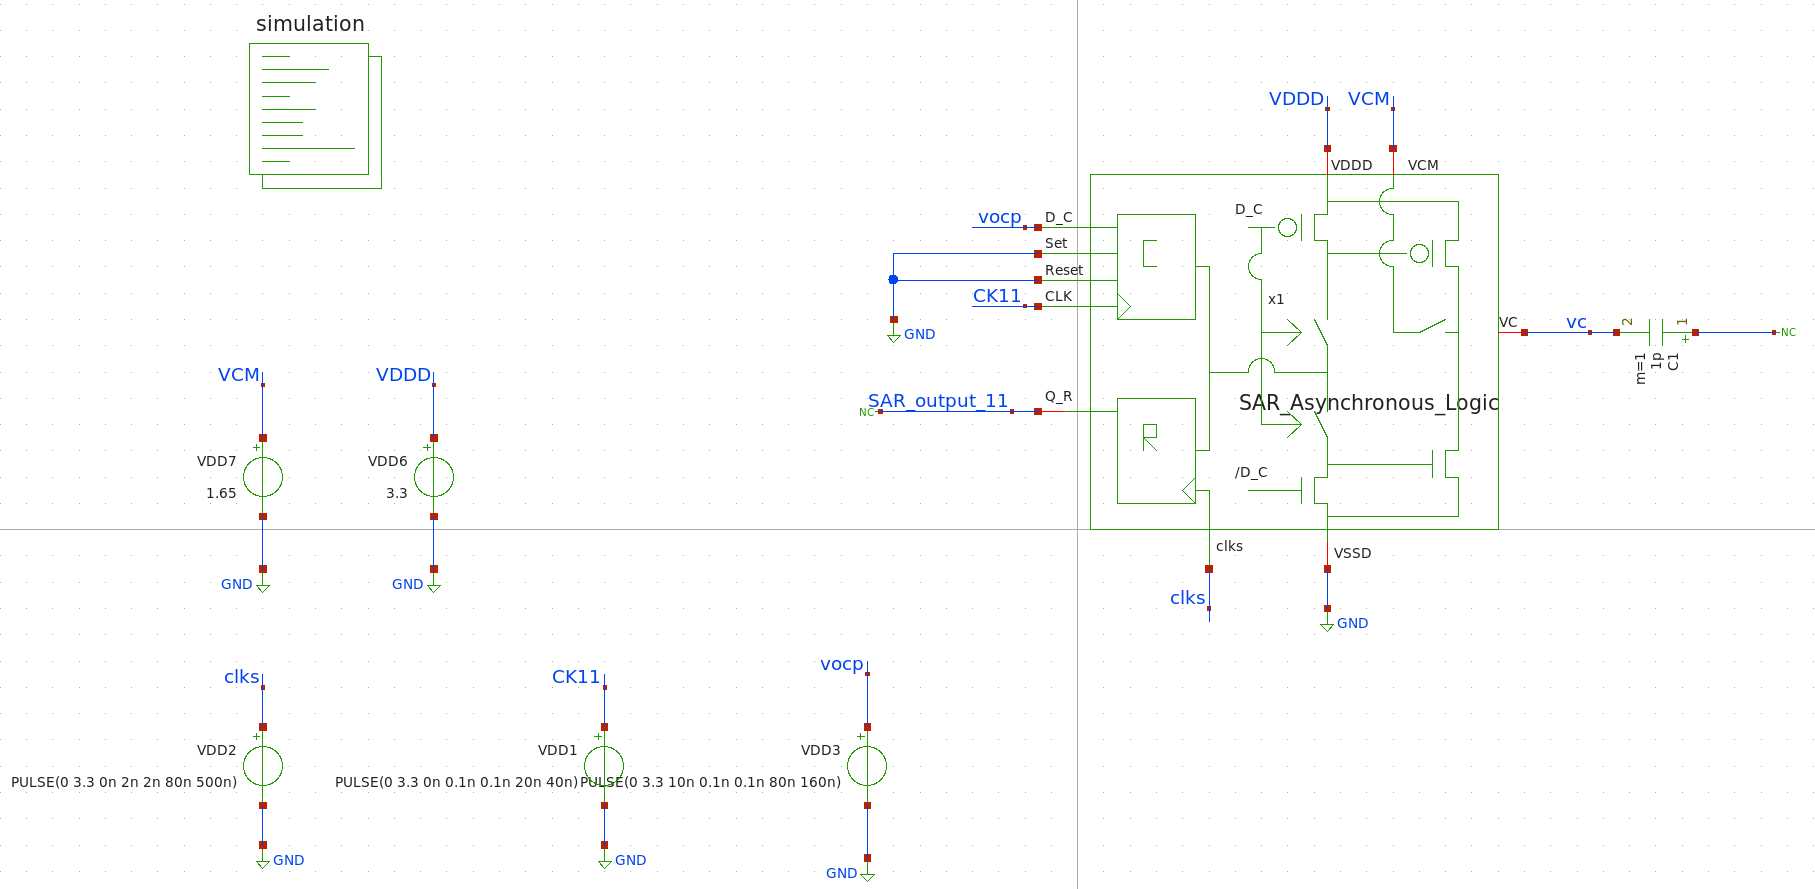 simulation
VDDD
VCM
VDDD
VCM
vocp
D_C
D_C
Set
Reset
CK11
CLK
x1
GND
VC
vc
2
1
+
NC
m=1
1p
C1
VCM
VDDD
NC
SAR_output_11
Q_R
SAR_Asynchronous_Logic
+
VDD7
1.65
+
VDD6
3.3
/D_C
clks
VSSD
GND
GND
clks
GND
clks
CK11
vocp
+
VDD2
PULSE(0 3.3 0n 2n 2n 80n 500n)
+
VDD1
PULSE(0 3.3 0n 0.1n 0.1n 20n 40n)
+
VDD3
PULSE(0 3.3 10n 0.1n 0.1n 80n 160n)
GND
GND
GND